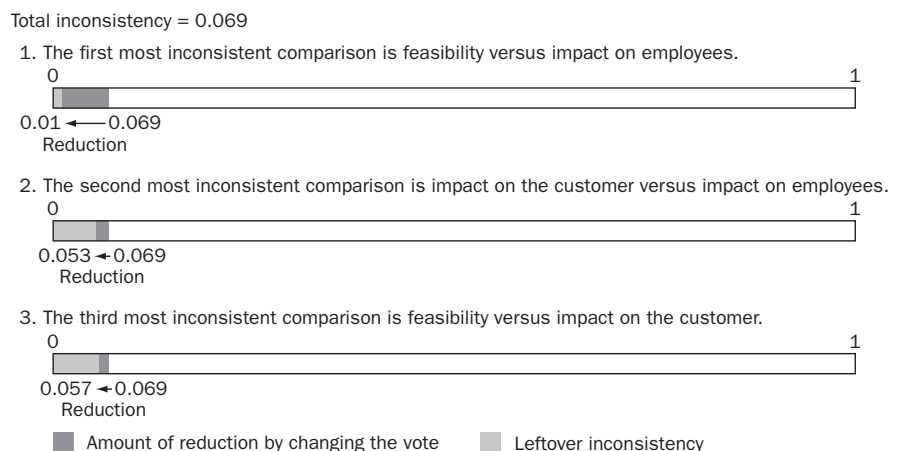 Total inconsistency = 0.069
1. The first most inconsistent comparison is feasibility versus impact on employees.
0 1
0.01 0.069
Reduction
2. The second most inconsistent comparison is impact on the customer versus impact on employees.
0 1
0.053 0.069
Reduction
3. The third most inconsistent comparison is feasibility versus impact on the customer.
0 1
0.057 0.069
Reduction
Amount of reduction by changing the vote Leftover inconsistency